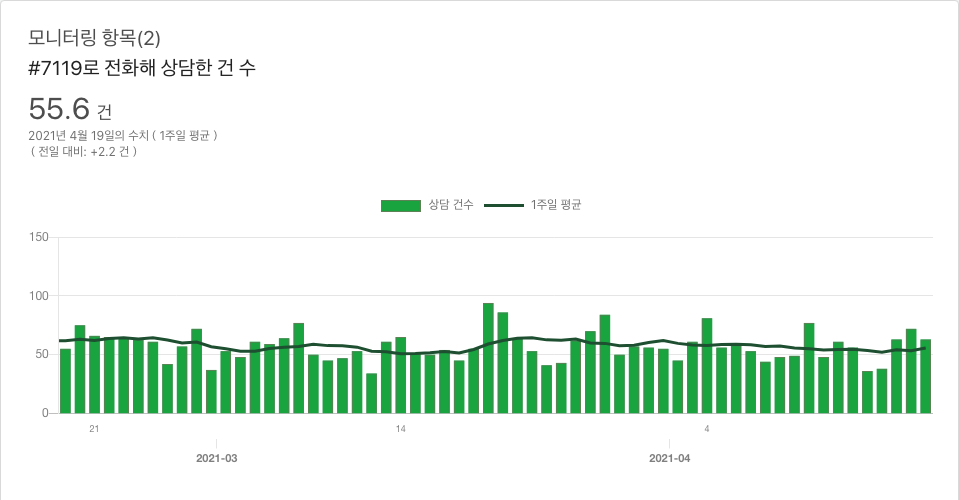 모니터링 항목(2)
#7119로 전화해 상담한 건 수
55.6 건
2021년 4월 19일의 수치 ( 1주일 평균 )
( 전일 대비: +2.2 건 )
상담 건수 1주일 평균
150
100
50
0
21 14 4
2021-03 2021-04